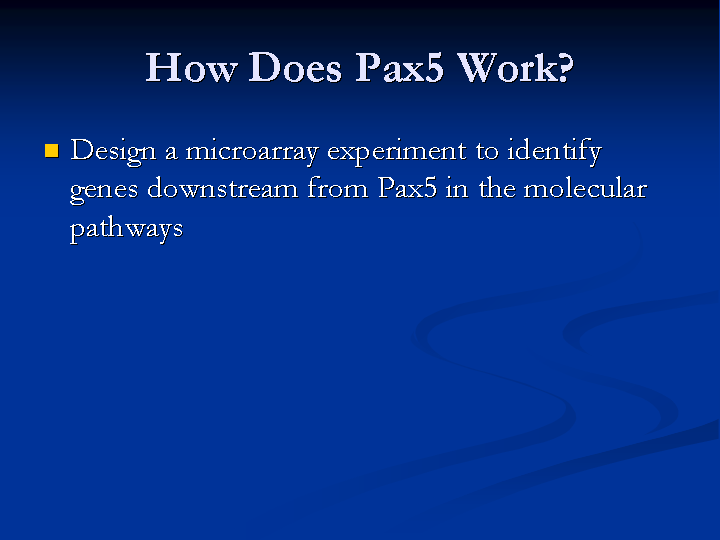 How Does Pax5 Work?
Design a microarray experiment to identify
genes downstream from Pax5 in the molecular
pathways